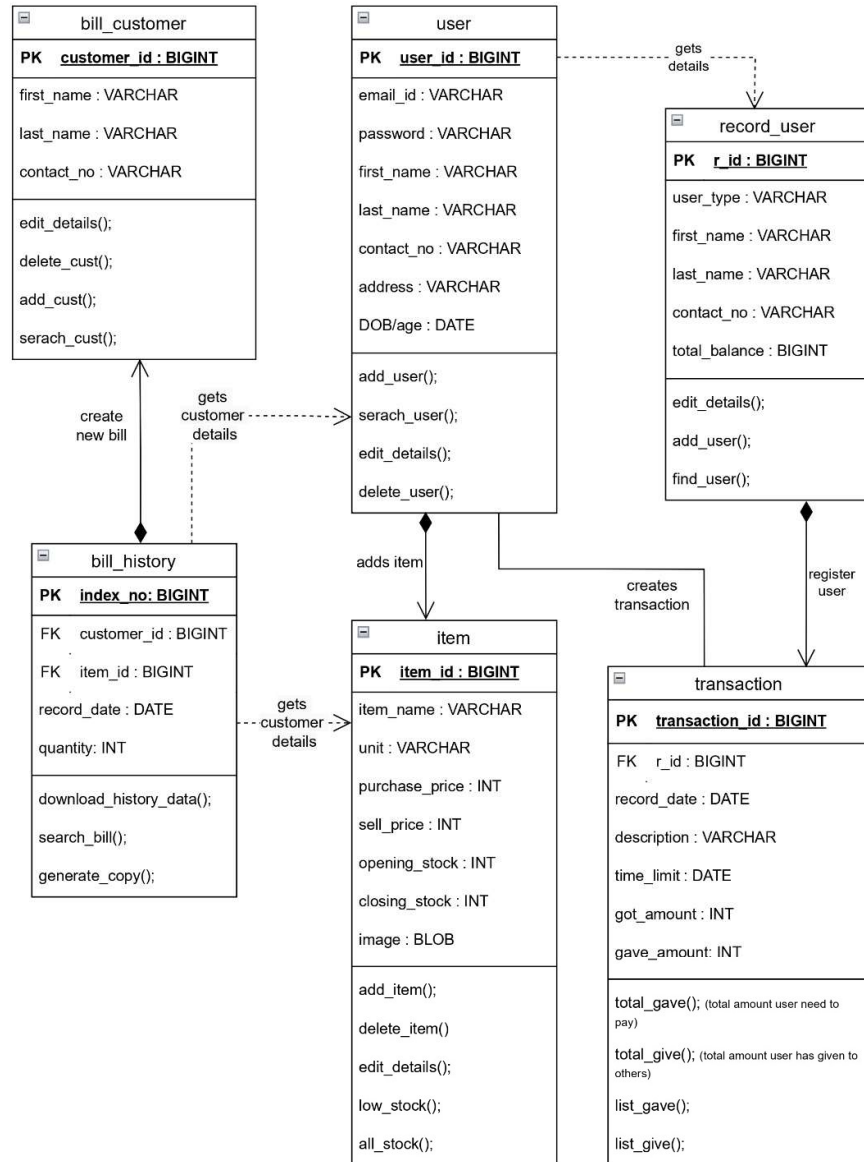 bill_customer
PK customer_id : BIGINT
first_name : VARCHAR
last_name : VARCHAR
contact_no : VARCHAR
edit_details();
delete_cust();
add_cust();
serach_cust();
user
PK user_id : BIGINT
email_id : VARCHAR
password : VARCHAR
first_name : VARCHAR
last_name : VARCHAR
contact_no : VARCHAR
address : VARCHAR
DOB/age : DATE
add_user();
serach_user();
edit_details();
delete_user();
gets
details
record_user
PK r_id : BIGINT
user_type : VARCHAR
first_name : VARCHAR
last_name : VARCHAR
contact_no : VARCHAR
total_balance : BIGINT
edit_details();
add_user();
find_user();
create
new bill
gets
customer
details
adds item
creates
transaction
register
user
bill_history
PK index_no: BIGINT
FK customer_id : BIGINT
FK item_id : BIGINT
record_date : DATE
quantity: INT
download_history_data();
search_bill();
generate_copy();
gets
customer
details
item
PK item_id : BIGINT
item_name : VARCHAR
unit : VARCHAR
purchase_price : INT
sell_price : INT
opening_stock : INT
closing_stock : INT
image : BLOB
add_item();
delete_item()
edit_details();
low_stock();
all_stock();
transaction
PK transaction_id : BIGINT
FK r_id : BIGINT
record_date : DATE
description : VARCHAR
time_limit : DATE
got_amount : INT
gave_amount: INT
total_gave(); (total amount user need to
pay)
total_give(); (total amount user has given to
others)
list_gave();
list_give();